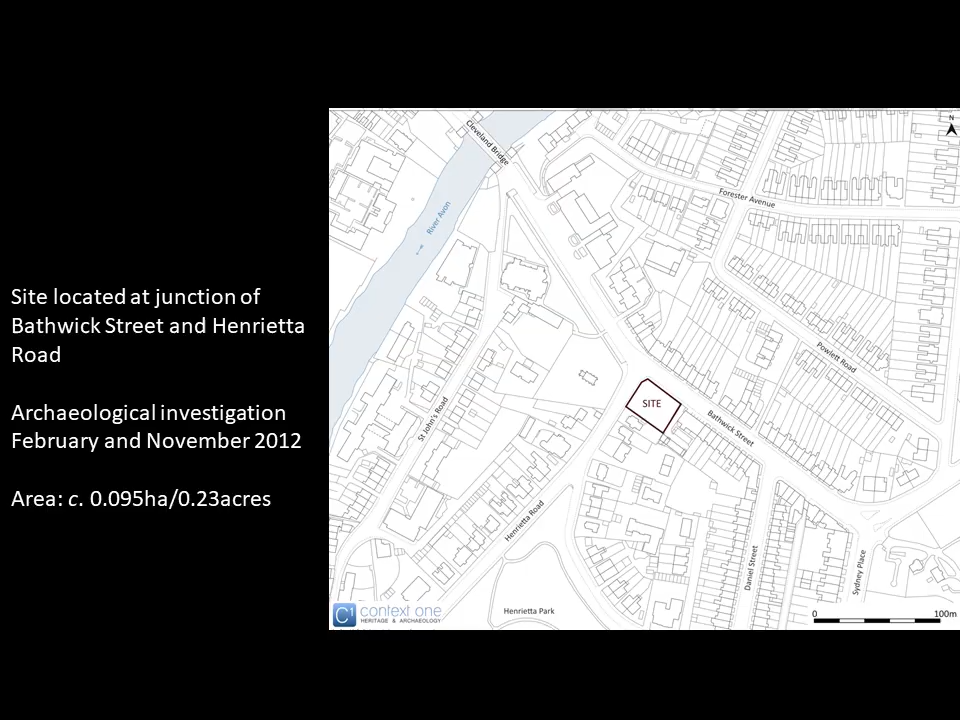 Site located at junction of
Bathwick Street and Henrietta
Road
Archaeological investigation
February and November 2012
Area: c. 0.095ha/0.23acres
N
Cleveland Bridge
River Avon
Forester Avenue
Powlett Road
SITE
St John's Road
Bathwick Street
Henrietta Road
Daniel Street
Sydney Place
Henrietta Park
C1 context one
HERITAGE & ARCHAEOLOGY
0 100m